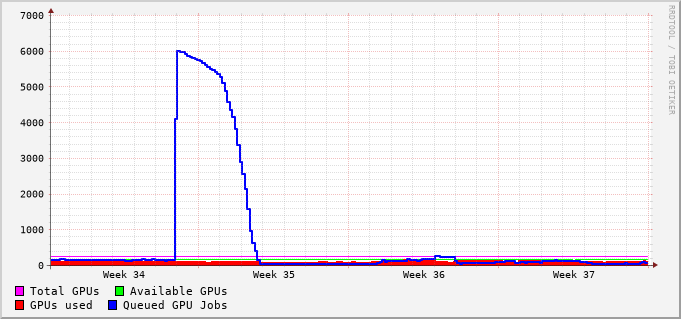 7000
6000
5000
4000
3000
2000
1000
0
Week 34 Week 35 Week 36 Week 37
Total GPUs Available GPUs
GPUs used Queued GPU Jobs
RRDTOOL / TOBI OETIKER